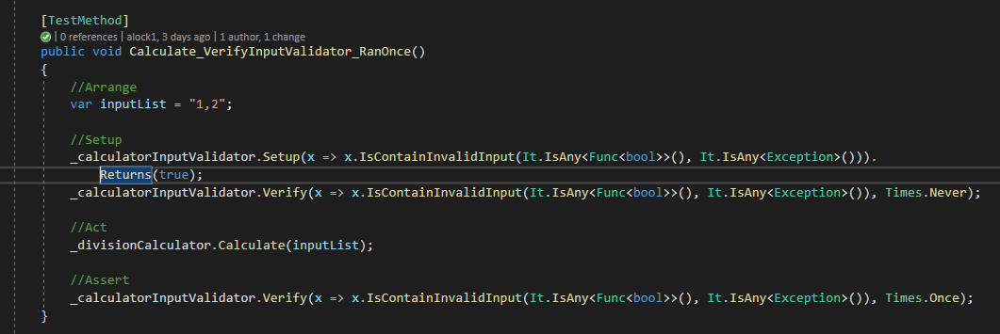 [TestMethod]
0 references | alock1, 3 days ago | 1 author, 1 change
public void Calculate_VerifyInputValidator_RanOnce()
{
//Arrange
var inputList = "1,2";
//Setup
_calculatorInputValidator.Setup(x => x.IsContainInvalidInput(It.IsAny<Func<bool>>(), It.IsAny<Exception>())).
Returns(true);
_calculatorInputValidator.Verify(x => x.IsContainInvalidInput(It.IsAny<Func<bool>>(), It.IsAny<Exception>()), Times.Never);
//Act
_divisionCalculator.Calculate(inputList);
//Assert
_calculatorInputValidator.Verify(x => x.IsContainInvalidInput(It.IsAny<Func<bool>>(), It.IsAny<Exception>()), Times.Once);
}